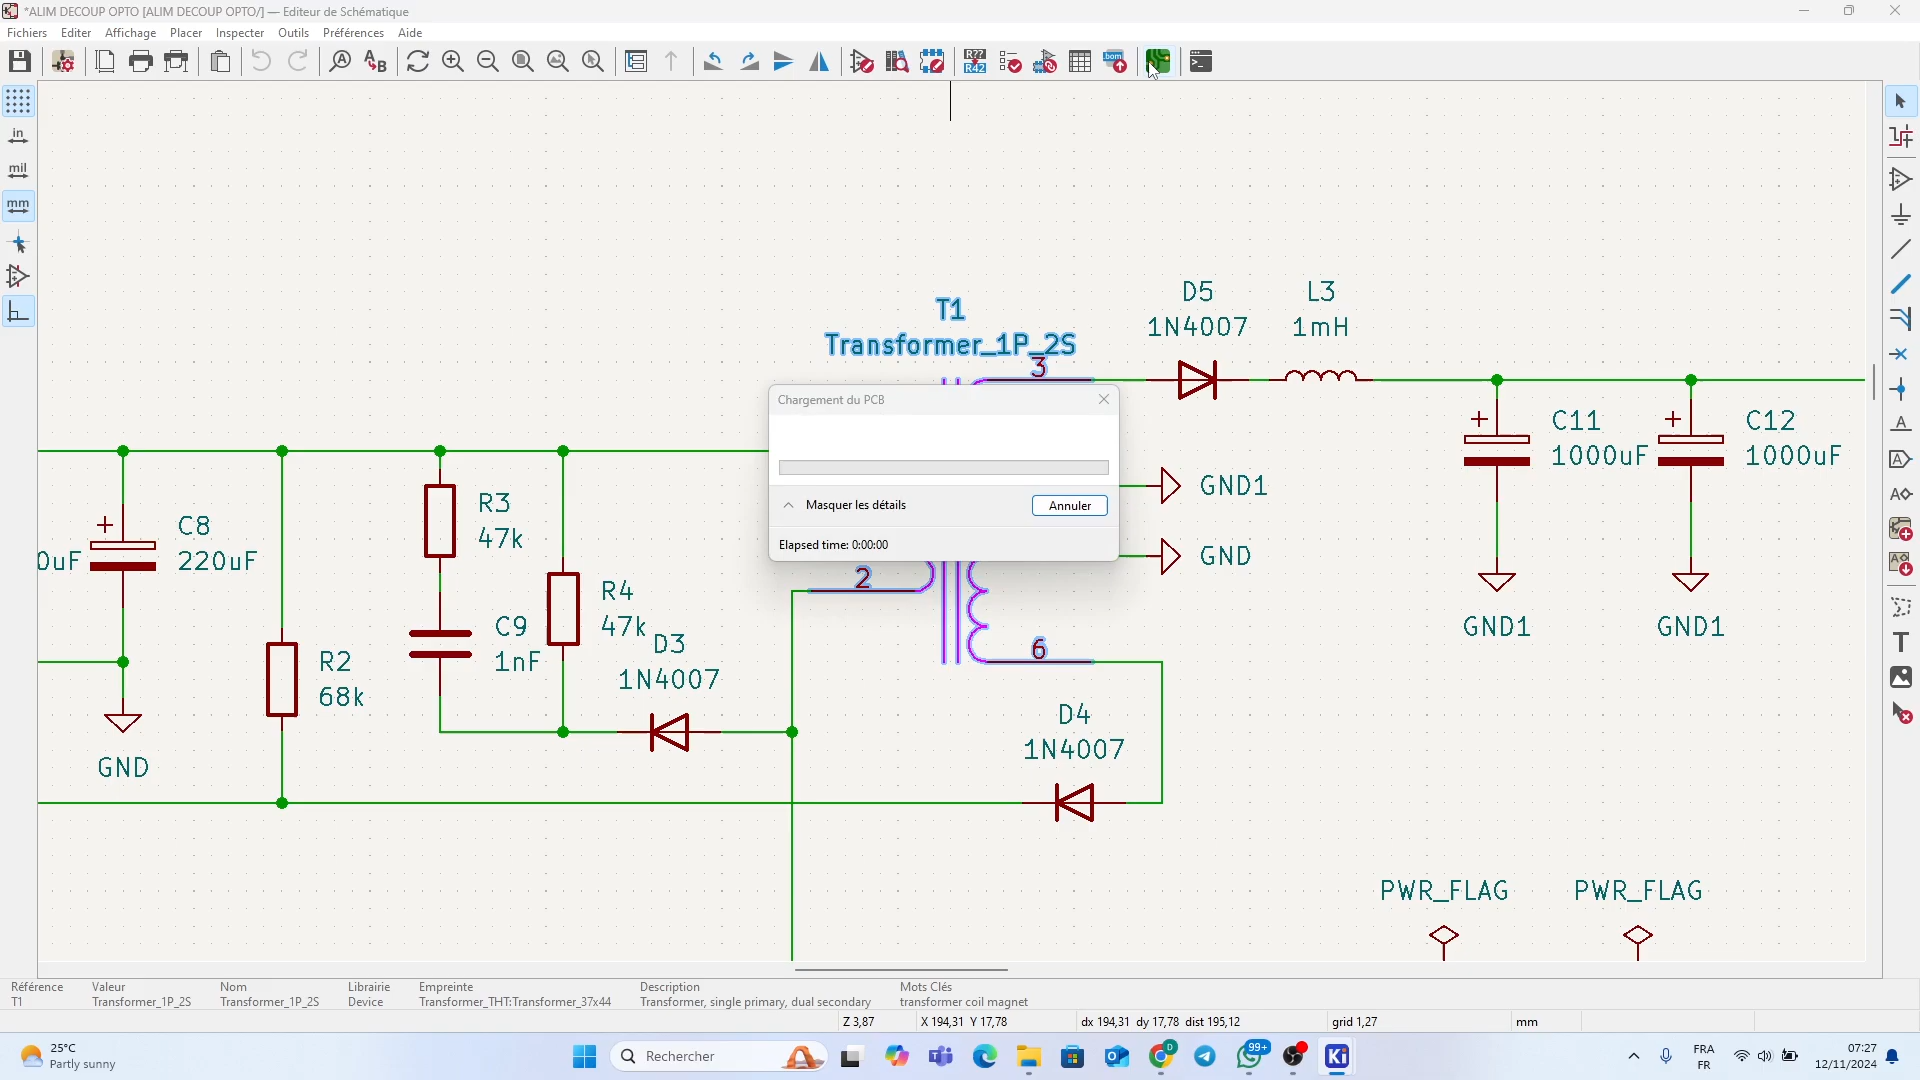 *ALIM DECOUP OPTO [ALIM DECOUP OPTO/] — Editeur de Schématique
Fichiers Editer Affichage Placer Inspecter Outils Préférences Aide
in
mil
mm
T1
Transformer_1P_2S
3
D5
1N4007
L3
1mH
Chargement du PCB
Masquer les détails
Annuler
Elapsed time: 0:00:00
GND1
GND
C11
1000uF
C12
1000uF
GND1
GND1
0uF
C8
220uF
GND
R2
68k
R3
47k
C9
1nF
R4
47k
D3
1N4007
2
6
D4
1N4007
PWR_FLAG
PWR_FLAG
Référence Valeur Nom Librairie Empreinte Description Mots Clés
T1 Transformer_1P_2S Transformer_1P_2S Device Transformer_THT:Transformer_37x44 Transformer, single primary, dual secondary transformer coil magnet
Z 3,87 X 194,31 Y 17,78 dx 194,31 dy 17,78 dist 195,12 grid 1,27 mm
25°C
Partly sunny
Rechercher
99+
Ki
FRA
FR
07:27
12/11/2024